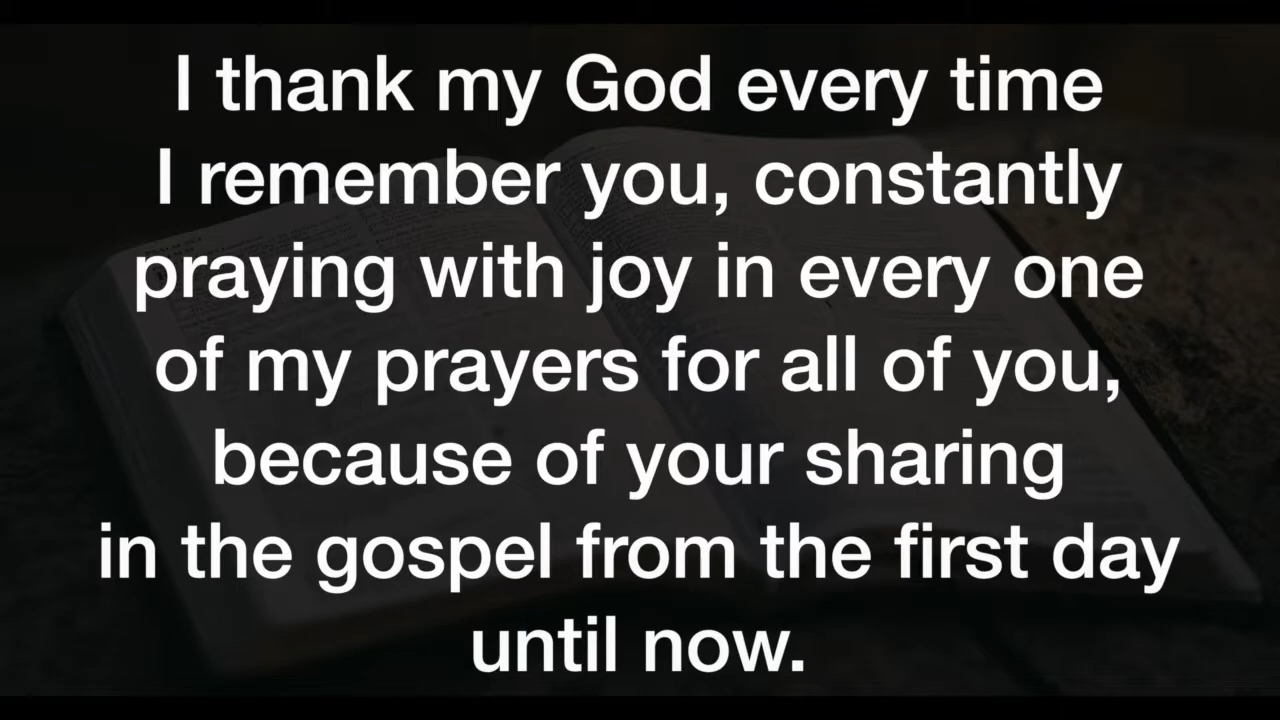 I thank my God every time
I remember you, constantly
praying with joy in every one
of my prayers for all of you,
because of your sharing
in the gospel from the first day
until now.